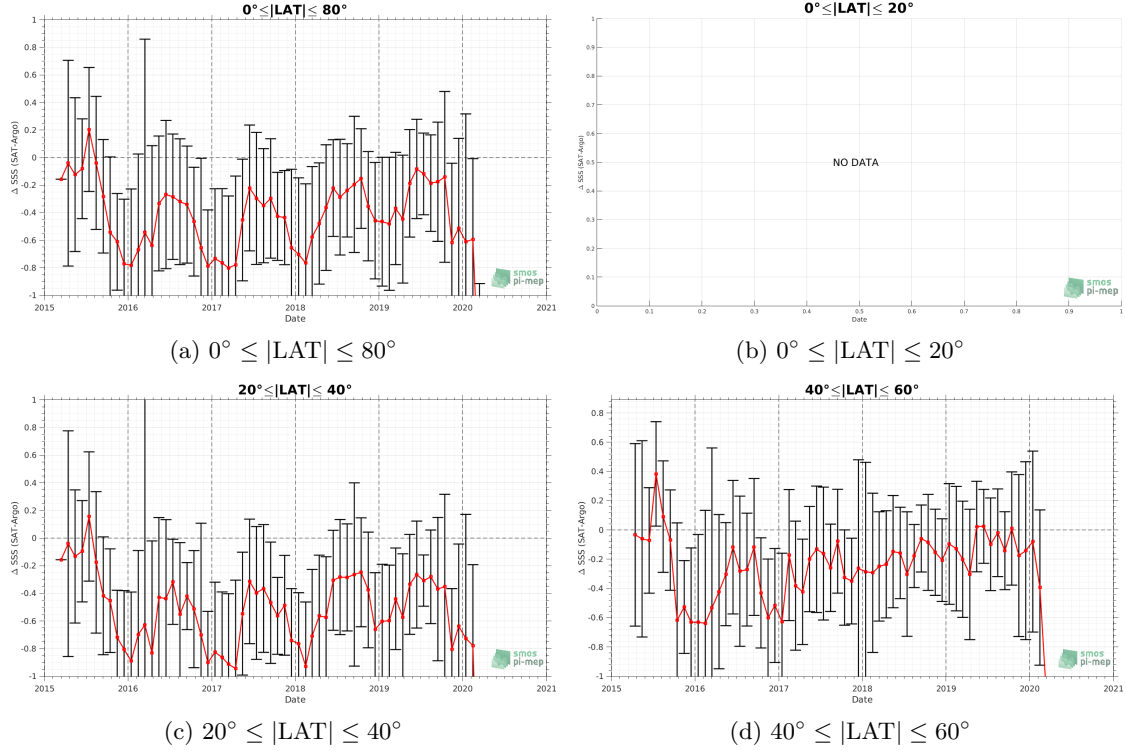 0°≤|LAT|≤ 80°
Δ SSS (SAT-Argo)
1
0.8
0.6
0.4
0.2
0
-0.2
-0.4
-0.6
-0.8
-1
2015 2016 2017 2018 2019 2020 2021
Date
smos
pi-mep
(a) 0° ≤ |LAT| ≤ 80°
0°≤|LAT|≤ 20°
Δ SSS (SAT-Argo)
1
0.9
0.8
0.7
0.6
0.5
0.4
0.3
0.2
0.1
0
NO DATA
0 0.1 0.2 0.3 0.4 0.5 0.6 0.7 0.8 0.9 1
Date
smos
pi-mep
(b) 0° ≤ |LAT| ≤ 20°
20°≤|LAT|≤ 40°
Δ SSS (SAT-Argo)
1
0.8
0.6
0.4
0.2
0
-0.2
-0.4
-0.6
-0.8
-1
2015 2016 2017 2018 2019 2020 2021
Date
smos
pi-mep
(c) 20° ≤ |LAT| ≤ 40°
40°≤|LAT|≤ 60°
Δ SSS (SAT-Argo)
0.8
0.6
0.4
0.2
0
-0.2
-0.4
-0.6
-0.8
-1
2015 2016 2017 2018 2019 2020 2021
Date
smos
pi-mep
(d) 40° ≤ |LAT| ≤ 60°